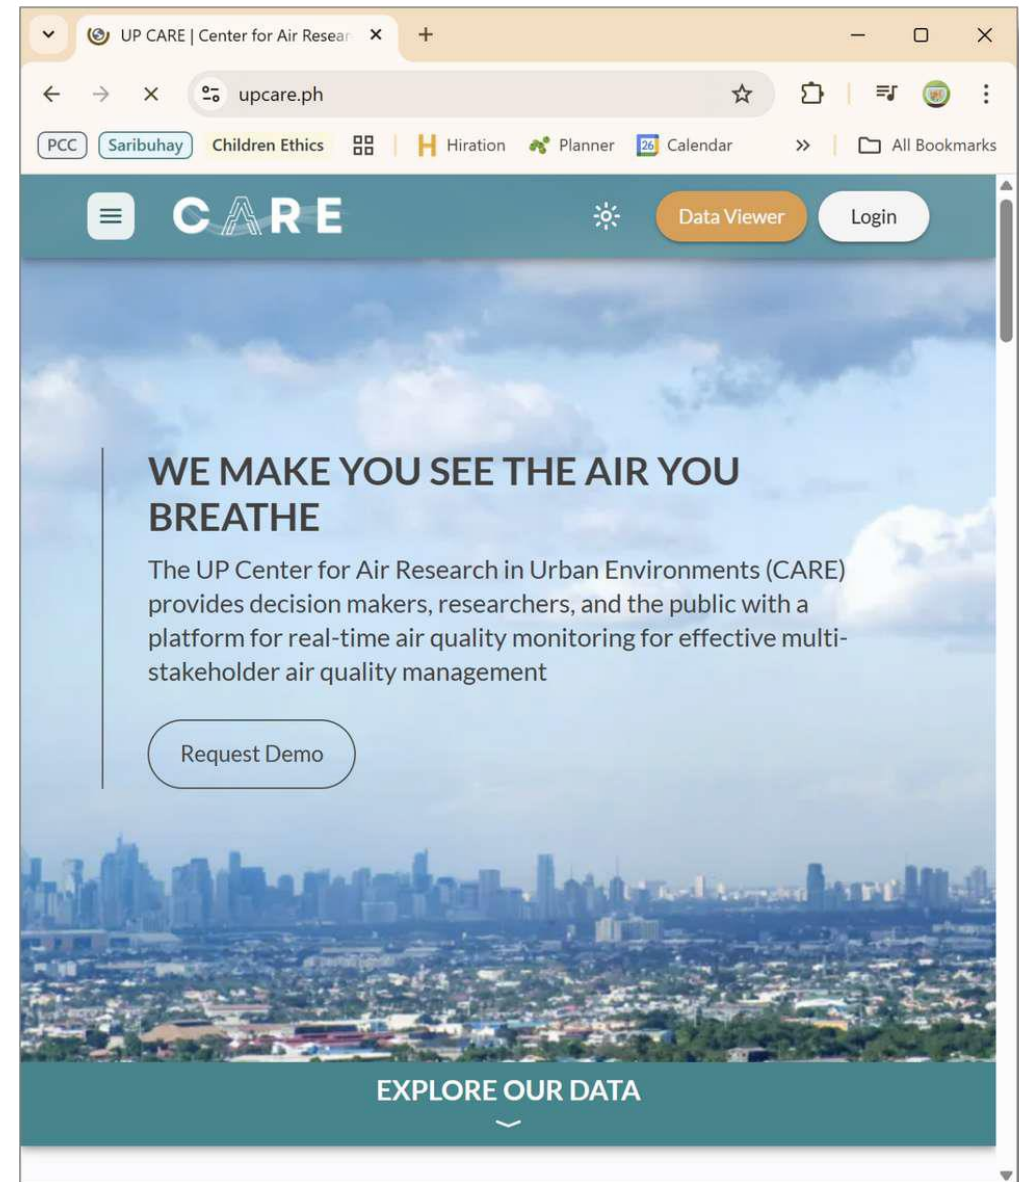 UP CARE | Center for Air Resear
upcare.ph
PCC
Saribuhay
Children Ethics
Hiration
Planner
26
Calendar
All Bookmarks
CARE
Data Viewer
Login
WE MAKE YOU SEE THE AIR YOU
BREATHE
The UP Center for Air Research in Urban Environments (CARE)
provides decision makers, researchers, and the public with a
platform for real-time air quality monitoring for effective multi-
stakeholder air quality management
Request Demo
EXPLORE OUR DATA